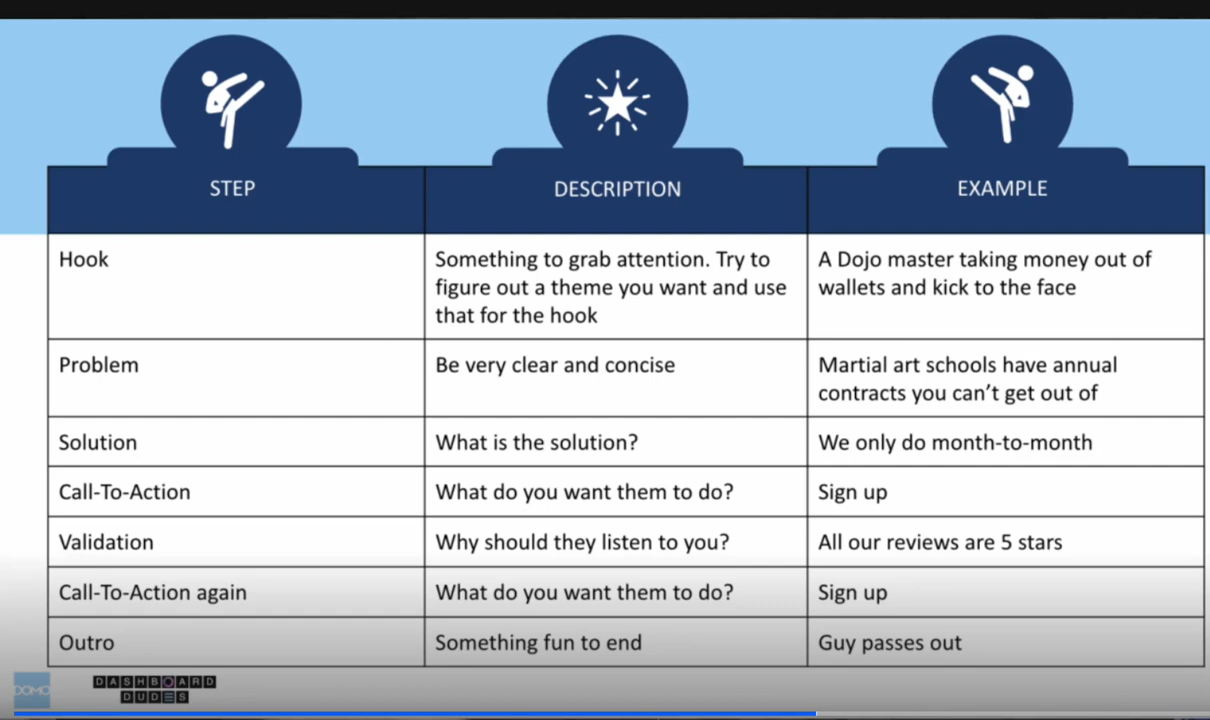 STEP
DESCRIPTION
EXAMPLE
Hook
Something to grab attention. Try to
figure out a theme you want and use
that for the hook
A Dojo master taking money out of
wallets and kick to the face
Problem
Be very clear and concise
Martial art schools have annual
contracts you can’t get out of
Solution
What is the solution?
We only do month-to-month
Call-To-Action
What do you want them to do?
Sign up
Validation
Why should they listen to you?
All our reviews are 5 stars
Call-To-Action again
What do you want them to do?
Sign up
Outro
Something fun to end
Guy passes out
DOMO
DASHBOARD
DUDES